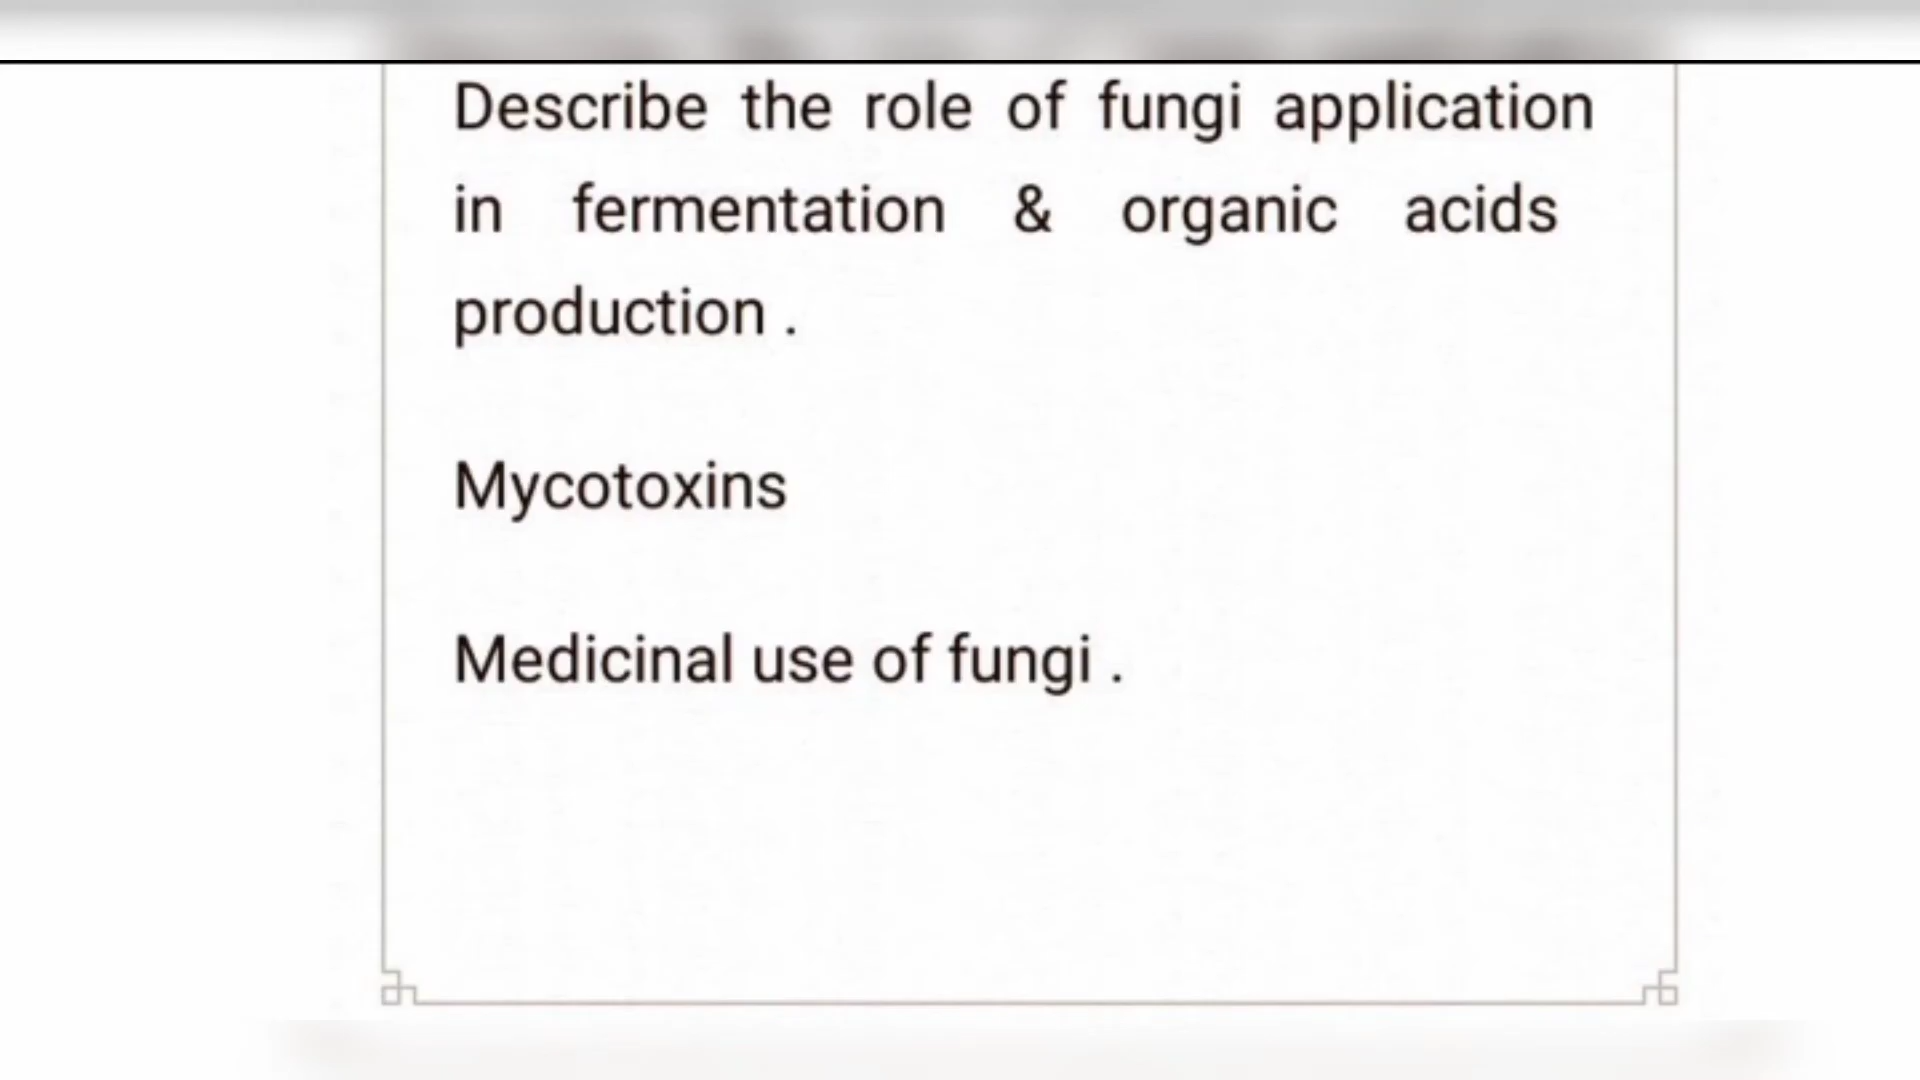 Describe the role of fungi application
in fermentation & organic acids
production .
Mycotoxins
Medicinal use of fungi .